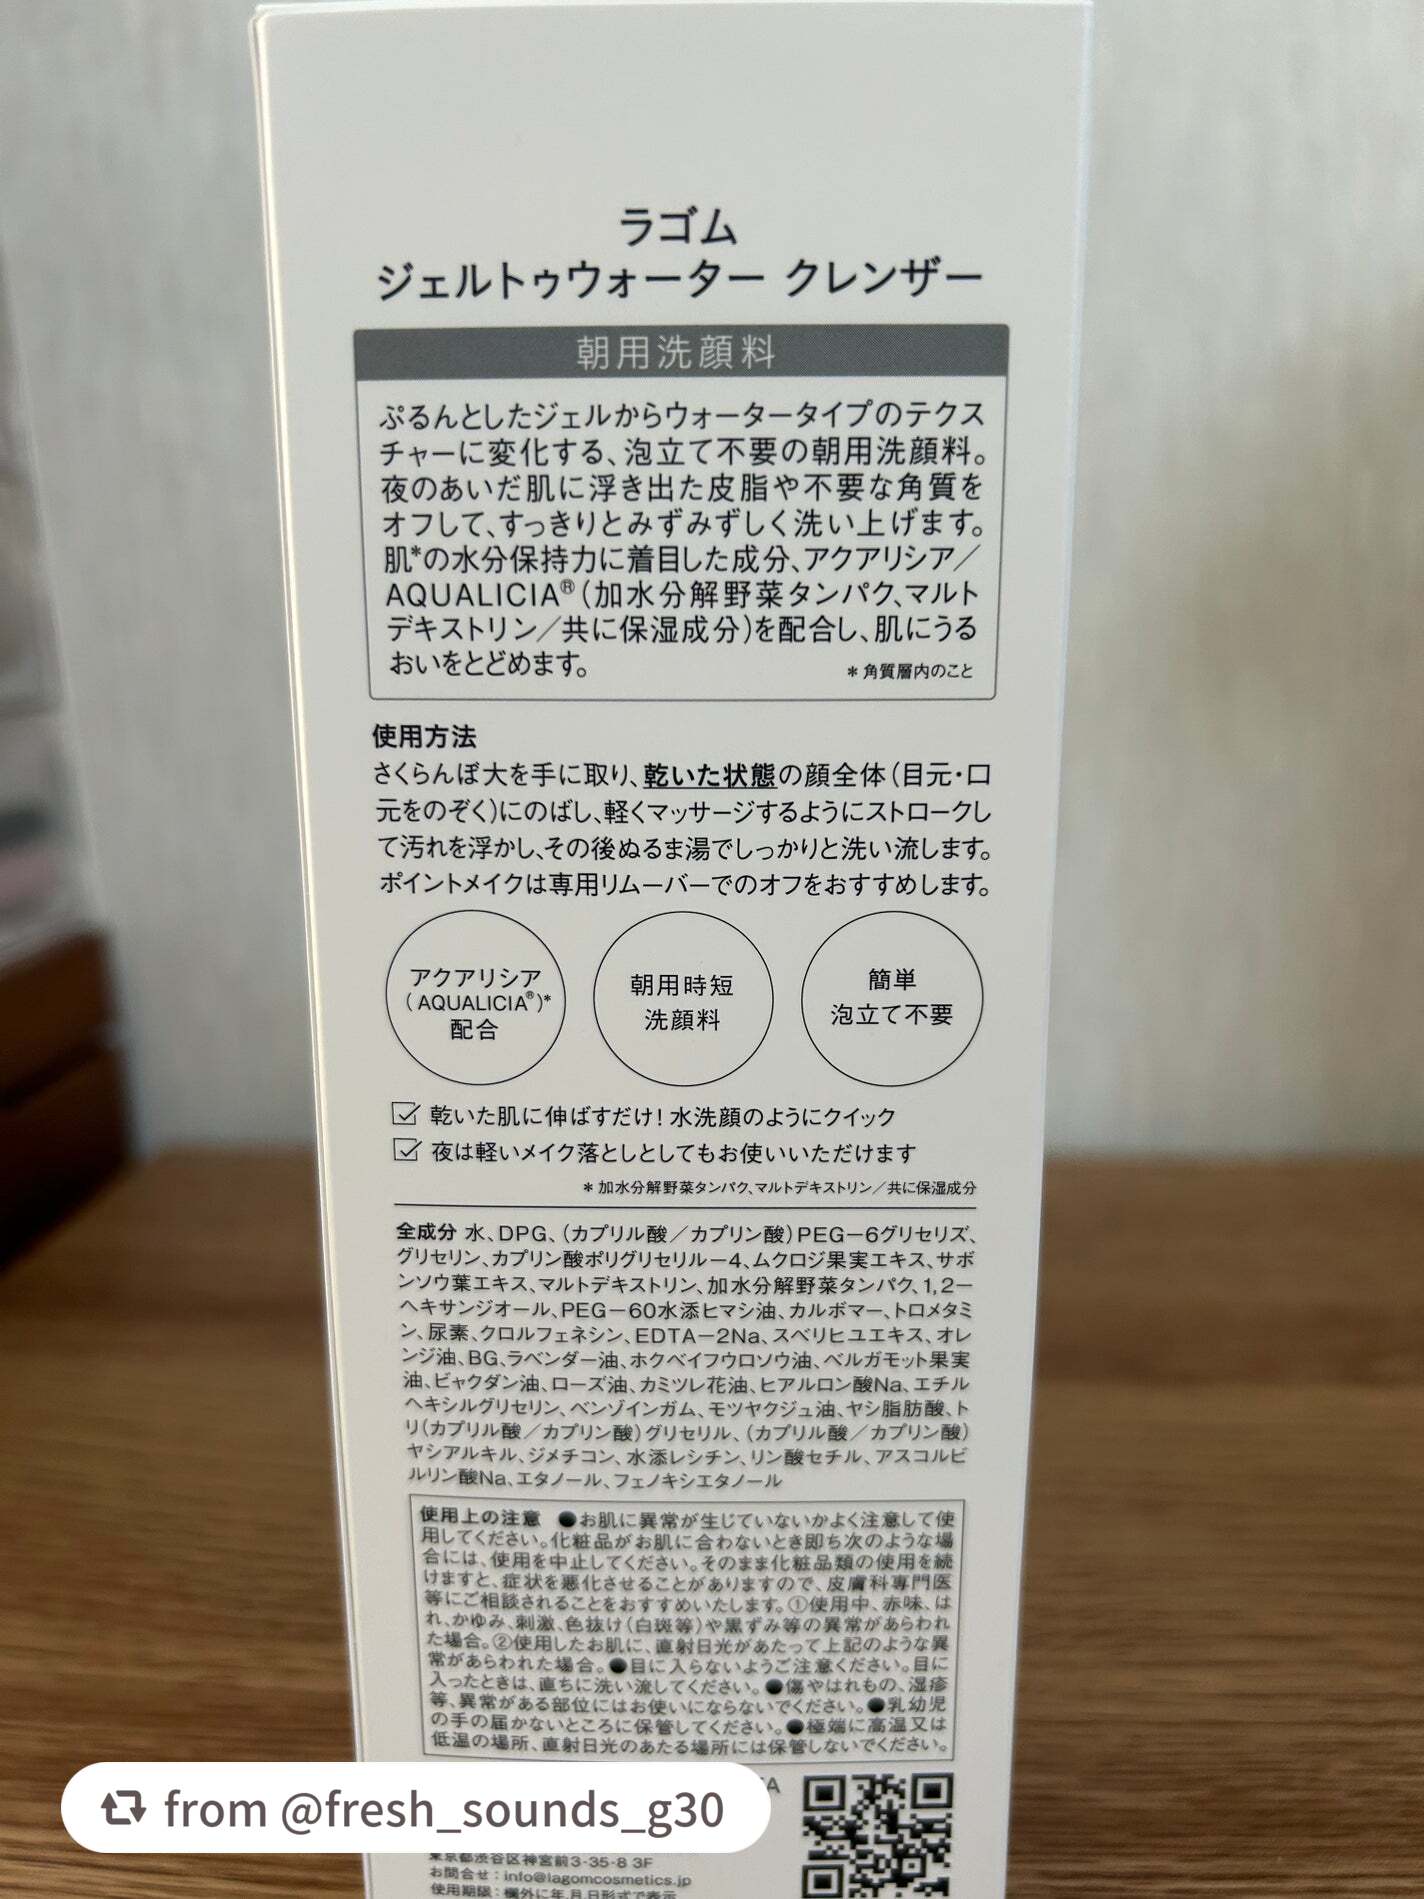 ラゴム
ジェルトゥウォーター クレンザー
朝用洗顔料
ぷるんとしたジェルからウォータータイプのテクス
チャーに変化する、泡立て不要の朝用洗顔料。
夜のあいだ肌に浮き出た皮脂や不要な角質を
オフして、すっきりとみずみずしく洗い上げます。
肌*の水分保持力に着目した成分、アクアリシア／
AQUALICIA®(加水分解野菜タンパク、マルト
デキストリン／共に保湿成分)を配合し、肌にうる
おいをとどめます。 *角質層内のこと
使用方法
さくらんぼ大を手に取り、乾いた状態の顔全体(目元・口
元をのぞく)にのばし、軽くマッサージするようにストロークし
て汚れを浮かし、その後ぬるま湯でしっかりと洗い流します。
ポイントメイクは専用リムーバーでのオフをおすすめします。
アクアリシア
(AQUALICIA®)*
配合
朝用時短
洗顔料
簡単
泡立て不要
☑ 乾いた肌に伸ばすだけ！水洗顔のようにクイック
☑ 夜は軽いメイク落としとしてもお使いいただけます
*加水分解野菜タンパク、マルトデキストリン／共に保湿成分
全成分 水、DPG、(カプリル酸／カプリン酸)PEG－6グリセリズ、
グリセリン、カプリン酸ポリグリセリル－4、ムクロジ果実エキス、サボ
ンソウ葉エキス、マルトデキストリン、加水分解野菜タンパク、1,2－
ヘキサンジオール、PEG－60水添ヒマシ油、カルボマー、トロメタミ
ン、尿素、クロルフェネシン、EDTA－2Na、スベリヒユエキス、オレ
ンジ油、BG、ラベンダー油、ホクベイフウロソウ油、ベルガモット果実
油、ビャクダン油、ローズ油、カミツレ花油、ヒアルロン酸Na、エチル
ヘキシルグリセリン、ベンゾインガム、モツヤクジュ油、ヤシ脂肪酸、ト
リ(カプリル酸／カプリン酸)グリセリル、(カプリル酸／カプリン酸)
ヤシアルキル、ジメチコン、水添レシチン、リン酸セチル、アスコルビ
ルリン酸Na、エタノール、フェノキシエタノール
使用上の注意 ●お肌に異常が生じていないかよく注意して使
用してください。化粧品がお肌に合わないとき即ち次のような場
合には、使用を中止してください。そのまま化粧品類の使用を続
けますと、症状を悪化させることがありますので、皮膚科専門医
等にご相談されることをおすすめいたします。①使用中、赤味、は
れ、かゆみ、刺激、色抜け(白斑等)や黒ずみ等の異常があらわれ
た場合。②使用したお肌に、直射日光があたって上記のような異
常があらわれた場合。●目に入らないようご注意ください。目に
入ったときは、直ちに洗い流してください。●傷やはれもの、湿疹
等、異常がある部位にはお使いにならないでください。●乳幼児
の手の届かないところに保管してください。●極端に高温又は
低温の場所、直射日光のあたる場所には保管しないでください。
from @fresh_sounds_g30
東京都渋谷区神宮前3-35-8 3F
お問合せ：info@lagomcosmetics.jp
使用期限：欄外に年.月.日形式で表示